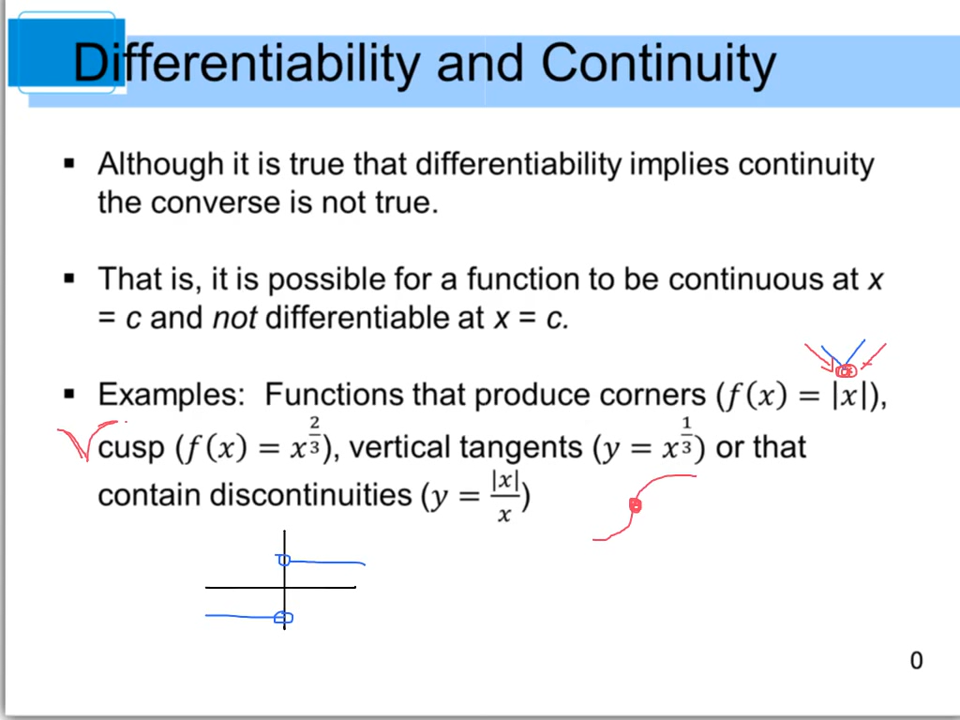 Differentiability and Continuity
▪ Although it is true that differentiability implies continuity
the converse is not true.
▪ That is, it is possible for a function to be continuous at x
= c and not differentiable at x = c.
▪ Examples: Functions that produce corners (f(x) = |x|),
cusp (f(x) = x^{2/3}), vertical tangents (y = x^{1/3}) or that
contain discontinuities (y = |x|/x)
0